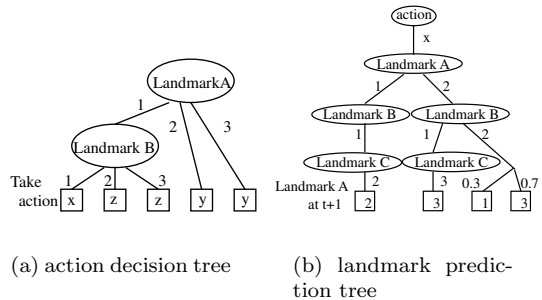 action
x
LandmarkA
Landmark A
1 2
1 2 3
Landmark B Landmark B
Landmark B
1 1 2
Landmark C Landmark C
Take action
1 2 3
x z z y y
Landmark A at t+1
2 3 0.3 0.7
2 3 1 3
(a) action decision tree
(b) landmark predic-
tion tree